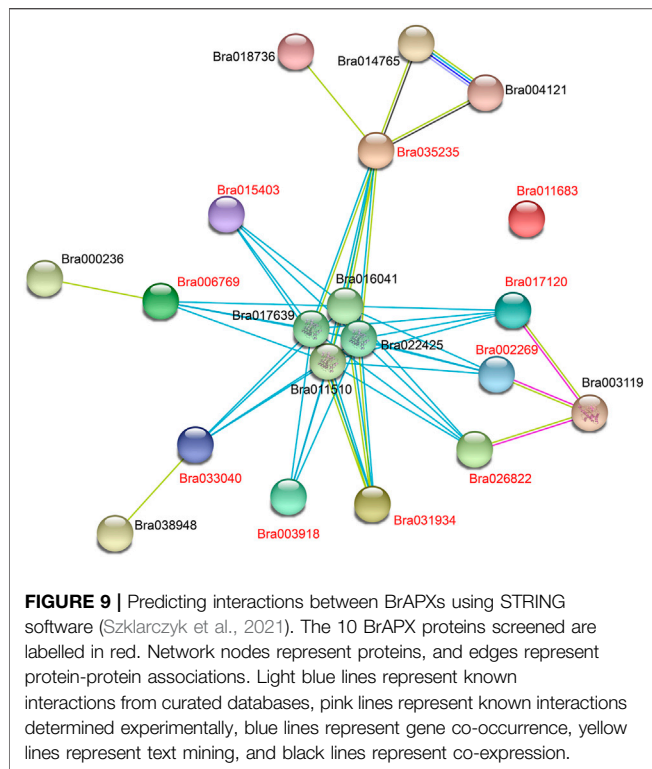 Bra018736
Bra014765
Bra004121
Bra035235
Bra015403
Bra011683
Bra000236
Bra006769
Bra016041
Bra017120
Bra017639
Bra022425
Bra002269
Bra003119
Bra011510
Bra033040
Bra026822
Bra038948
Bra003918
Bra031934
FIGURE 9 | Predicting interactions between BrAPXs using STRING
software (Szklarczyk et al., 2021). The 10 BrAPX proteins screened are
labelled in red. Network nodes represent proteins, and edges represent
protein-protein associations. Light blue lines represent known
interactions from curated databases, pink lines represent known interactions
determined experimentally, blue lines represent gene co-occurrence, yellow
lines represent text mining, and black lines represent co-expression.